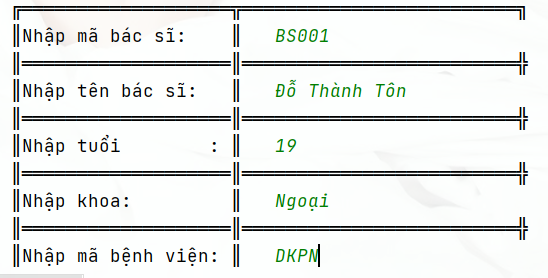 Nhập mã bác sĩ: BS001
Nhập tên bác sĩ: Đỗ Thành Tôn
Nhập tuổi : 19
Nhập khoa: Ngoại
Nhập mã bệnh viện: DKPN